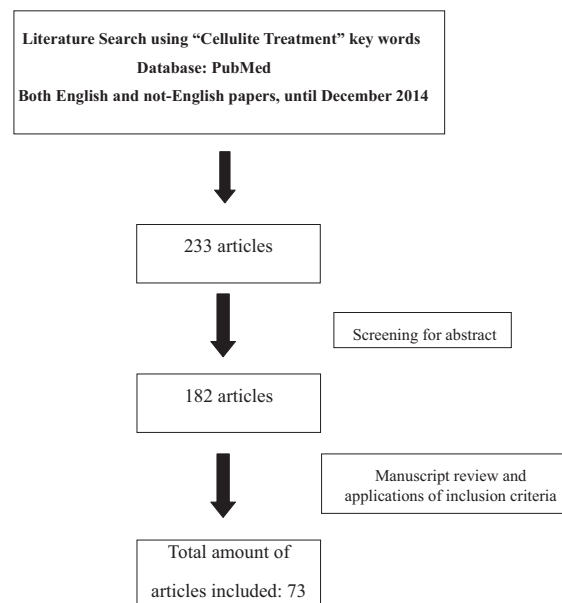 Literature Search using “Cellulite Treatment” key words
Database: PubMed
Both English and not-English papers, until December 2014
233 articles
Screening for abstract
182 articles
Manuscript review and
applications of inclusion criteria
Total amount of
articles included: 73